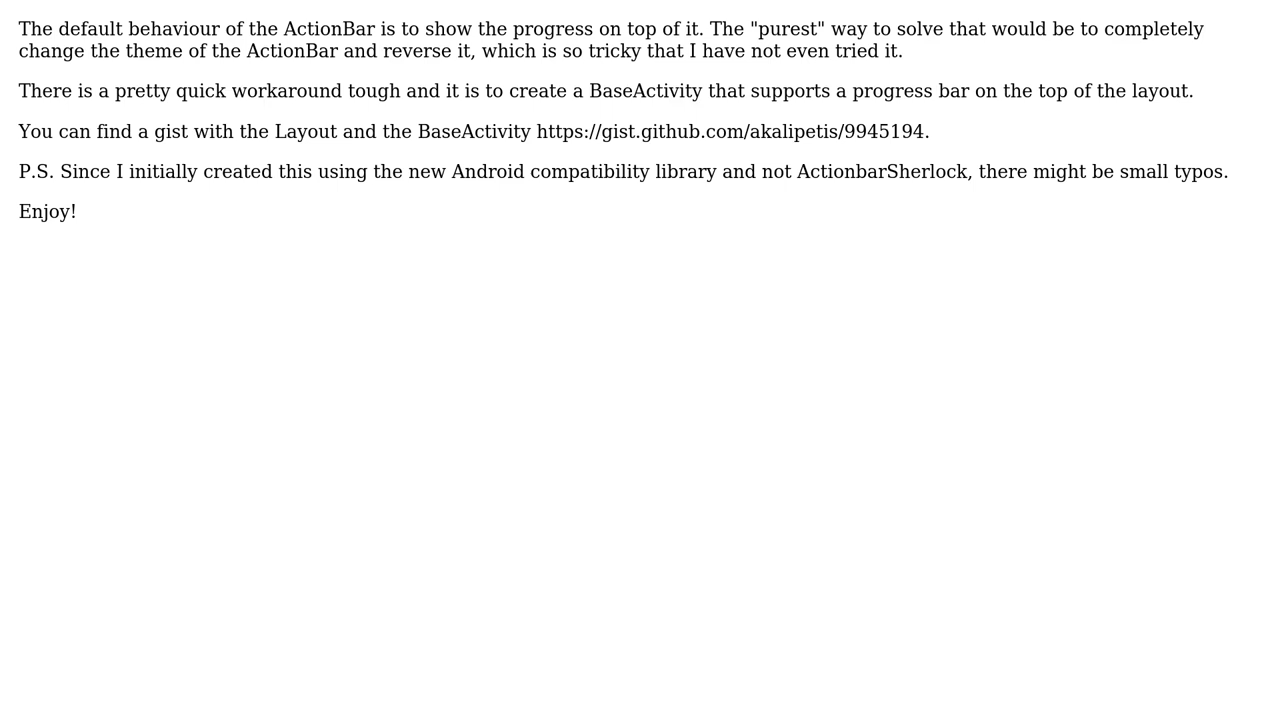 The default behaviour of the ActionBar is to show the progress on top of it. The "purest" way to solve that would be to completely
change the theme of the ActionBar and reverse it, which is so tricky that I have not even tried it.
There is a pretty quick workaround tough and it is to create a BaseActivity that supports a progress bar on the top of the layout.
You can find a gist with the Layout and the BaseActivity https://gist.github.com/akalipetis/9945194.
P.S. Since I initially created this using the new Android compatibility library and not ActionbarSherlock, there might be small typos.
Enjoy!